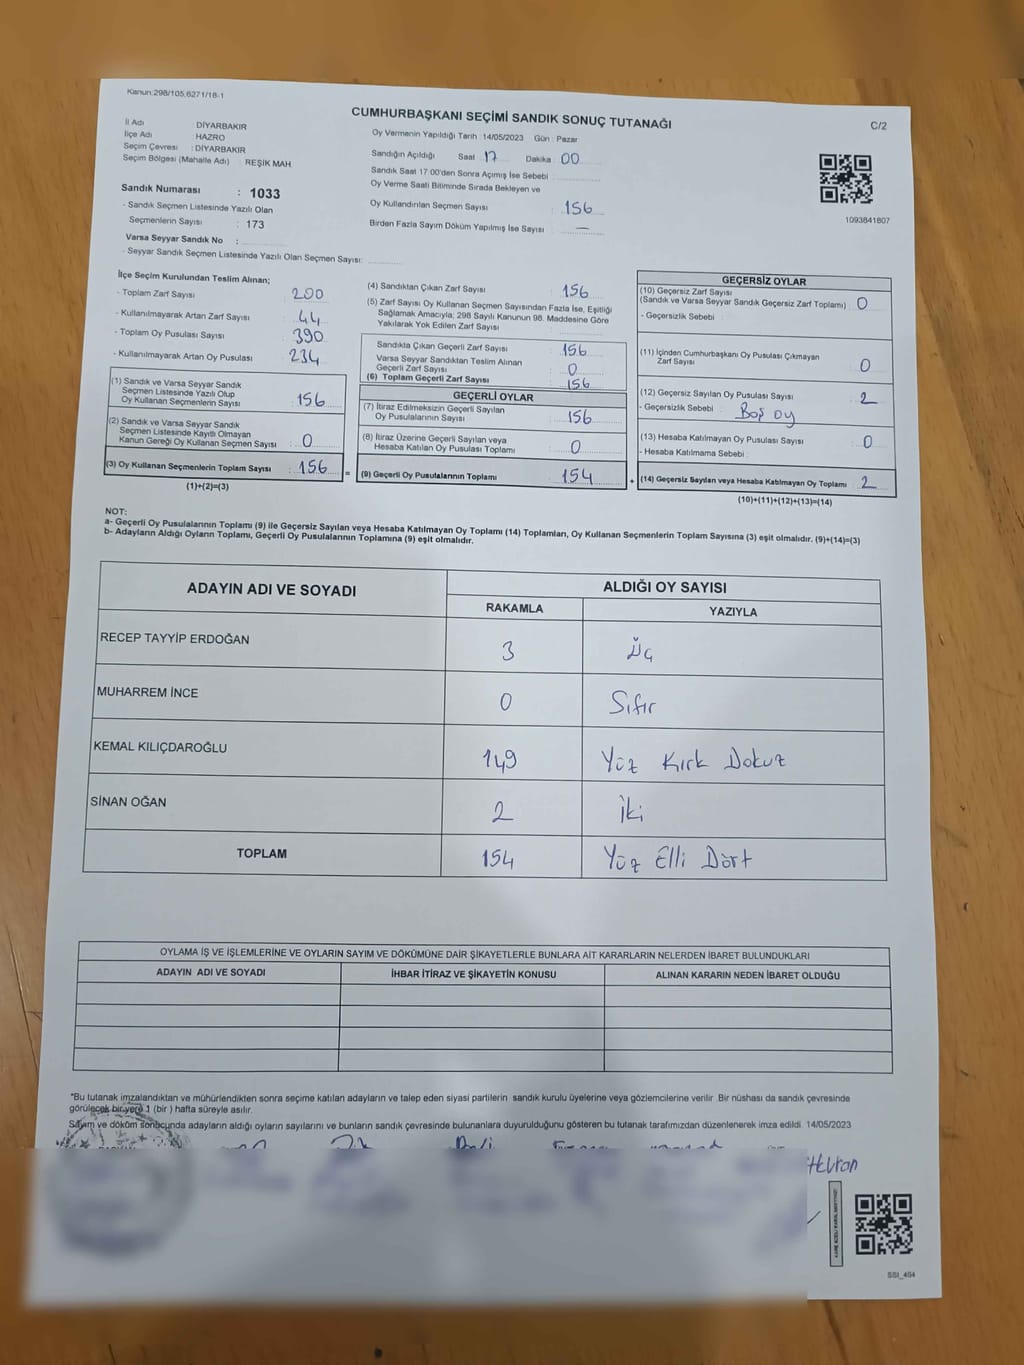 Kanun:298/105,6271/18-1
CUMHURBAŞKANI SEÇİMİ SANDIK SONUÇ TUTANAĞI
C/2
İl Adı : DİYARBAKIR
İlçe Adı : HAZRO
Seçim Çevresi : DİYARBAKIR
Seçim Bölgesi (Mahalle Adı) : REŞİK MAH
Sandık Numarası : 1033
- Sandık Seçmen Listesinde Yazılı Olan
Seçmenlerin Sayısı : 173
Varsa Seyyar Sandık No :
- Seyyar Sandık Seçmen Listesinde Yazılı Olan Seçmen Sayısı:
Oy Vermenin Yapıldığı Tarih :14/05/2023 Gün : Pazar
Sandığın Açıldığı Saat : 17 Dakika : 00
Sandık Saat 17:00'den Sonra Açımış İse Sebebi :
Oy Verme Saati Bitiminde Sırada Bekleyen ve
Oy Kullandırılan Seçmen Sayısı : 156
Birden Fazla Sayım Döküm Yapılmış İse Sayısı : —
1093841807
İlçe Seçim Kurulundan Teslim Alınan;
- Toplam Zarf Sayısı : 200
- Kullanılmayarak Artan Zarf Sayısı : 44
- Toplam Oy Pusulası Sayısı : 390
- Kullanılmayarak Artan Oy Pusulası : 234
(1) Sandık ve Varsa Seyyar Sandık
Seçmen Listesinde Yazılı Olup
Oy Kullanan Seçmenlerin Sayısı : 156
(2) Sandık ve Varsa Seyyar Sandık
Seçmen Listesinde Kayıtlı Olmayan
Kanun Gereği Oy Kullanan Seçmen Sayısı : 0
(3) Oy Kullanan Seçmenlerin Toplam Sayısı : 156 =
(1)+(2)=(3)
(4) Sandıktan Çıkan Zarf Sayısı : 156
(5) Zarf Sayısı Oy Kullanan Seçmen Sayısından Fazla İse, Eşitliği
Sağlamak Amacıyla; 298 Sayılı Kanunun 98. Maddesine Göre
Yakılarak Yok Edilen Zarf Sayısı :
Sandıkta Çıkan Geçerli Zarf Sayısı : 156
Varsa Seyyar Sandıktan Teslim Alınan
Geçerli Zarf Sayısı : 0
(6) Toplam Geçerli Zarf Sayısı : 156
GEÇERLİ OYLAR
(7) İtiraz Edilmeksizin Geçerli Sayılan
Oy Pusulalarının Sayısı : 156
(8) İtiraz Üzerine Geçerli Sayılan veya
Hesaba Katılan Oy Pusulası Toplamı : 0
(9) Geçerli Oy Pusulalarının Toplamı : 154 +
GEÇERSİZ OYLAR
(10) Geçersiz Zarf Sayısı
(Sandık ve Varsa Seyyar Sandık Geçersiz Zarf Toplamı) : 0
- Geçersizlik Sebebi :
(11) İçinden Cumhurbaşkanı Oy Pusulası Çıkmayan
Zarf Sayısı : 0
(12) Geçersiz Sayılan Oy Pusulası Sayısı : 2
- Geçersizlik Sebebi : Boş oy
(13) Hesaba Katılmayan Oy Pusulası Sayısı : 0
- Hesaba Katılmama Sebebi :
(14) Geçersiz Sayılan veya Hesaba Katılmayan Oy Toplamı : 2
(10)+(11)+(12)+(13)=(14)
NOT:
a- Geçerli Oy Pusulalarının Toplamı (9) ile Geçersiz Sayılan veya Hesaba Katılmayan Oy Toplamı (14) Toplamları, Oy Kullanan Seçmenlerin Toplam Sayısına (3) eşit olmalıdır. (9)+(14)=(3)
b- Adayların Aldığı Oyların Toplamı, Geçerli Oy Pusulalarının Toplamına (9) eşit olmalıdır.
ADAYIN ADI VE SOYADI ALDIĞI OY SAYISI
RAKAMLA YAZIYLA
RECEP TAYYİP ERDOĞAN 3 Üç
MUHARREM İNCE 0 Sıfır
KEMAL KILIÇDAROĞLU 149 Yüz Kırk Dokuz
SİNAN OĞAN 2 İki
TOPLAM 154 Yüz Elli Dört
OYLAMA İŞ VE İŞLEMLERİNE VE OYLARIN SAYIM VE DÖKÜMÜNE DAİR ŞİKAYETLERLE BUNLARA AİT KARARLARIN NELERDEN İBARET BULUNDUKLARI
ADAYIN ADI VE SOYADI İHBAR İTİRAZ VE ŞİKAYETİN KONUSU ALINAN KARARIN NEDEN İBARET OLDUĞU
*Bu tutanak imzalandıktan ve mühürlendikten sonra seçime katılan adayların ve talep eden siyasi partilerin sandık kurulu üyelerine veya gözlemcilerine verilir. Bir nüshası da sandık çevresinde
görülecek bir yere 1 (bir ) hafta süreyle asılır.
Sayım ve döküm sonucunda adayların aldığı oyların sayılarını ve bunların sandık çevresinde bulunanlara duyurulduğunu gösteren bu tutanak tarafımızdan düzenlenerek imza edildi. 14/05/2023
SSI_454